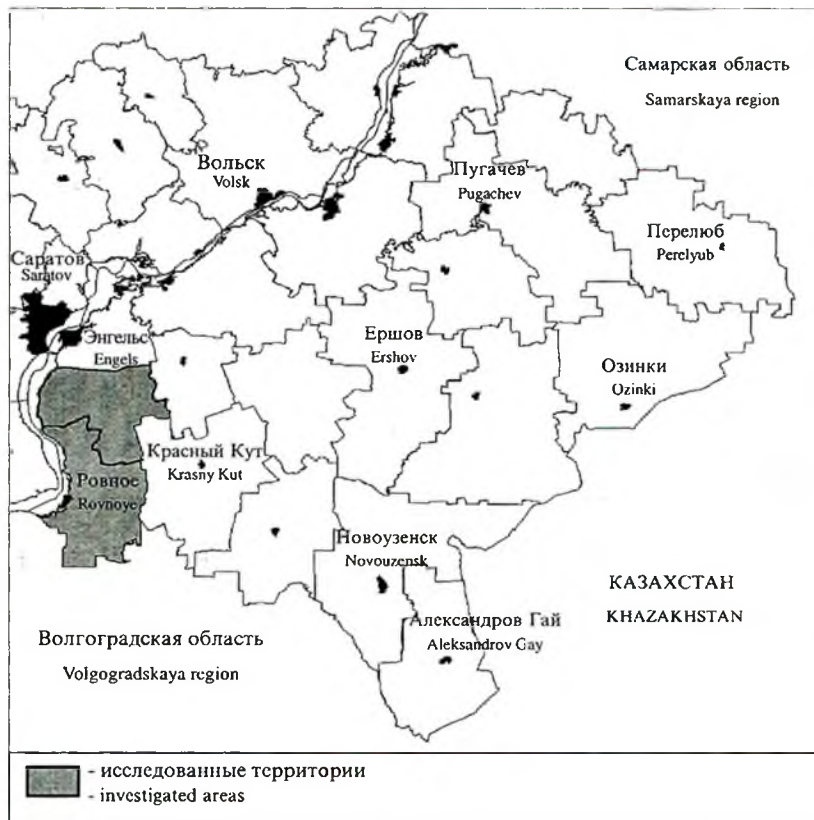 Самарская область
Samarskaya region
Вольск
Volsk
Пугачев
Pugachev
Перелюб
Perelyub
Саратов
Saratov
Энгельс
Engels
Ершов
Ershov
Озинки
Ozinki
Красный Кут
Krasny Kut
Ровное
Rovnoye
Новоузенск
Novouzensk
КАЗАХСТАН
KHAZAKHSTAN
Александров Гай
Aleksandrov Gay
Волгоградская область
Volgogradskaya region
- исследованные территории
- investigated areas